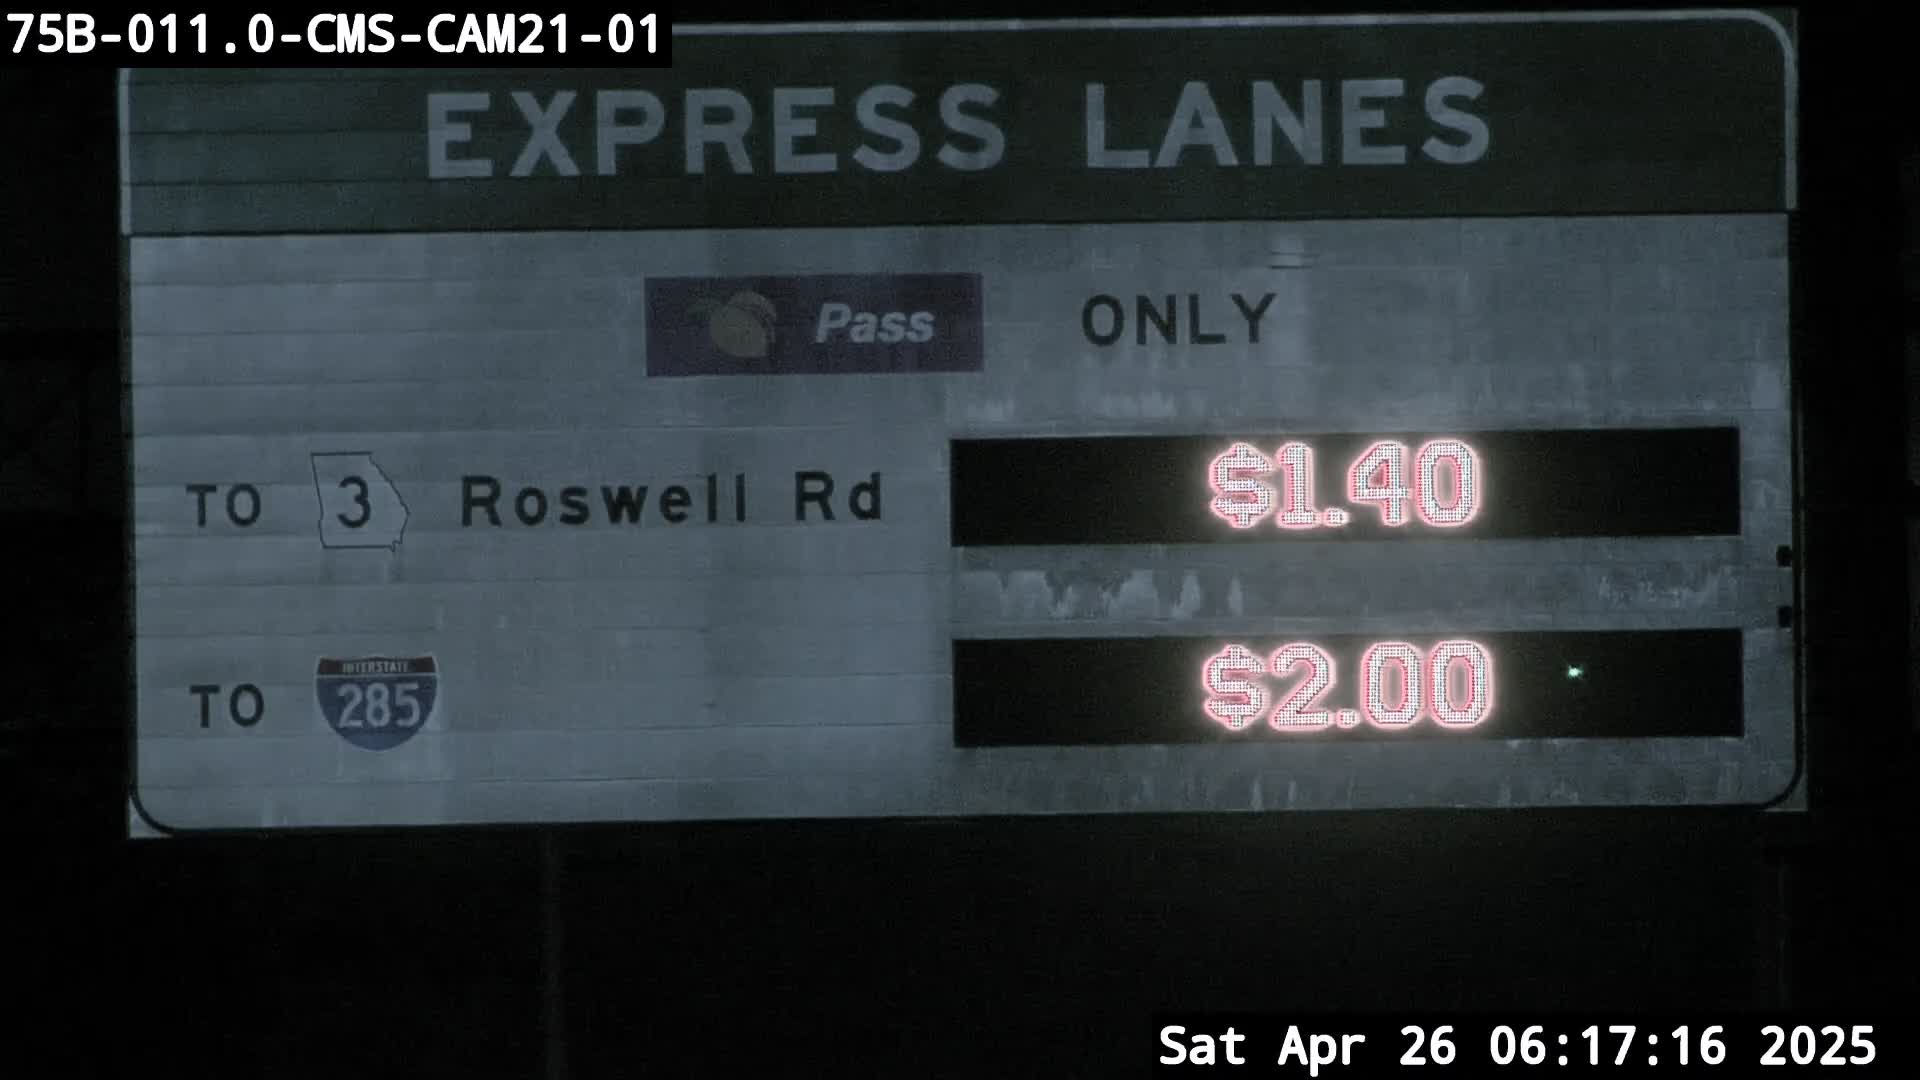 75B-011.0-CMS-CAM21-01
EXPRESS LANES
Pass ONLY
TO 3 Roswell Rd $1.40
INTERSTATE
TO 285 $2.00
Sat Apr 26 06:17:16 2025